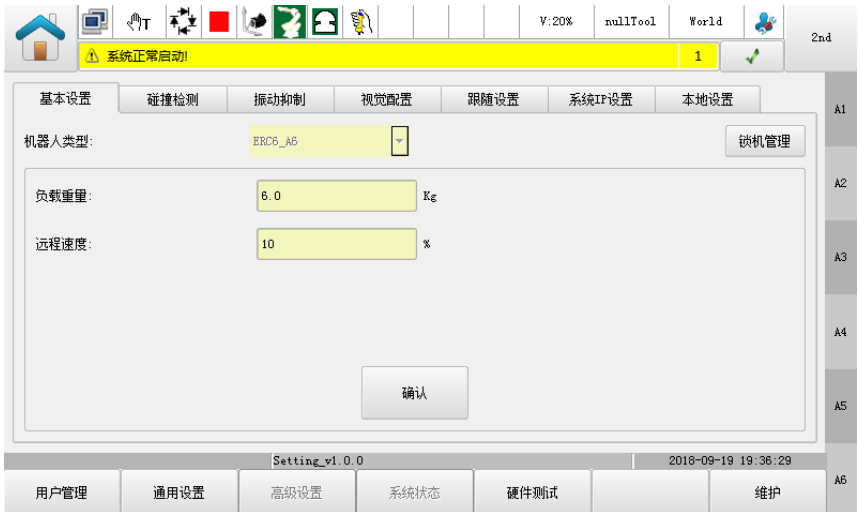 T V:20% nullTool World 2nd
系统正常启动! 1
基本设置 碰撞检测 振动抑制 视觉配置 跟随设置 系统IP设置 本地设置 A1
机器人类型: ERC6_A6 锁机管理
负载重量: 6.0 Kg A2
远程速度: 10 %
A3
A4
确认
A5
Setting_v1.0.0 2018-09-19 19:36:29
用户管理 通用设置 高级设置 系统状态 硬件测试 维护 A6